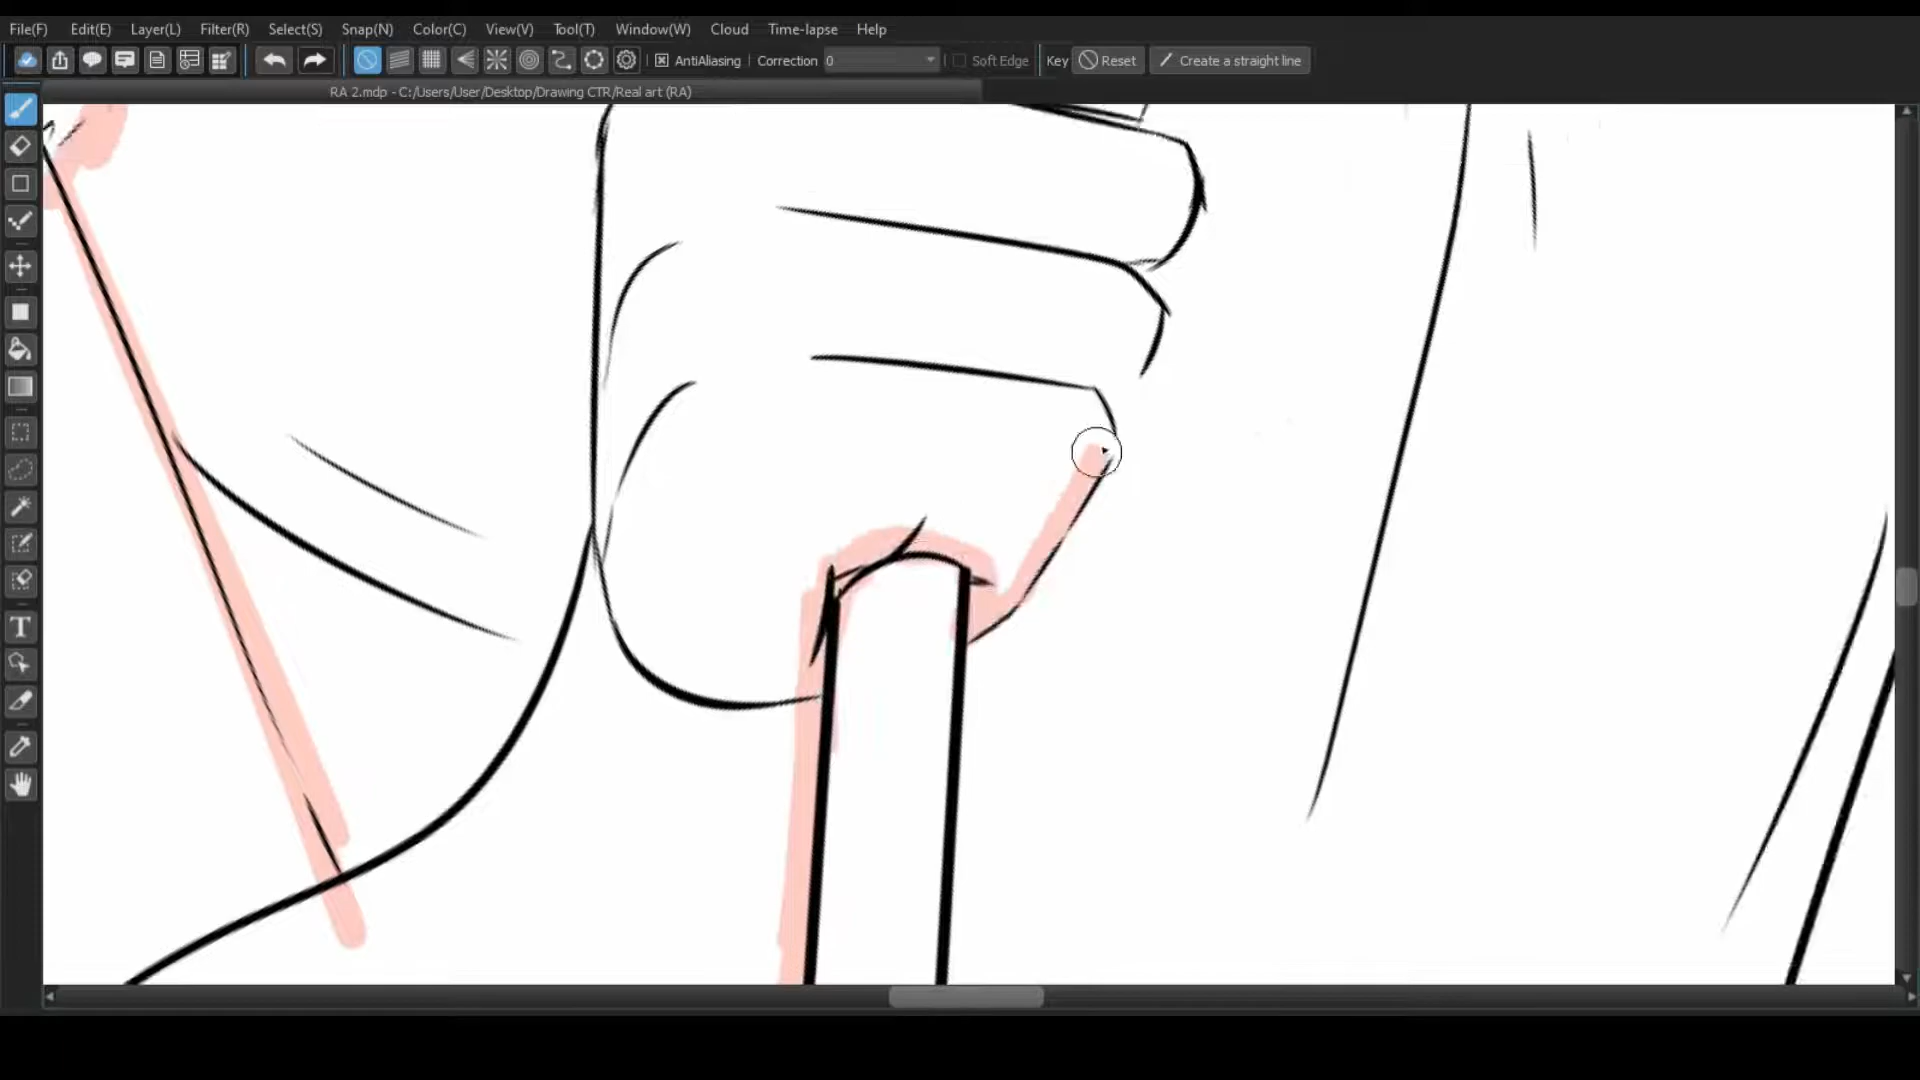 File(F) Edit(E) Layer(L) Filter(R) Select(S) Snap(N) Color(C) View(V) Tool(T) Window(W) Cloud Time-lapse Help
AntiAliasing Correction 0 Soft Edge Key Reset Create a straight line
RA 2.mdp - C:/Users/User/Desktop/Drawing CTR/Real art (RA)
T